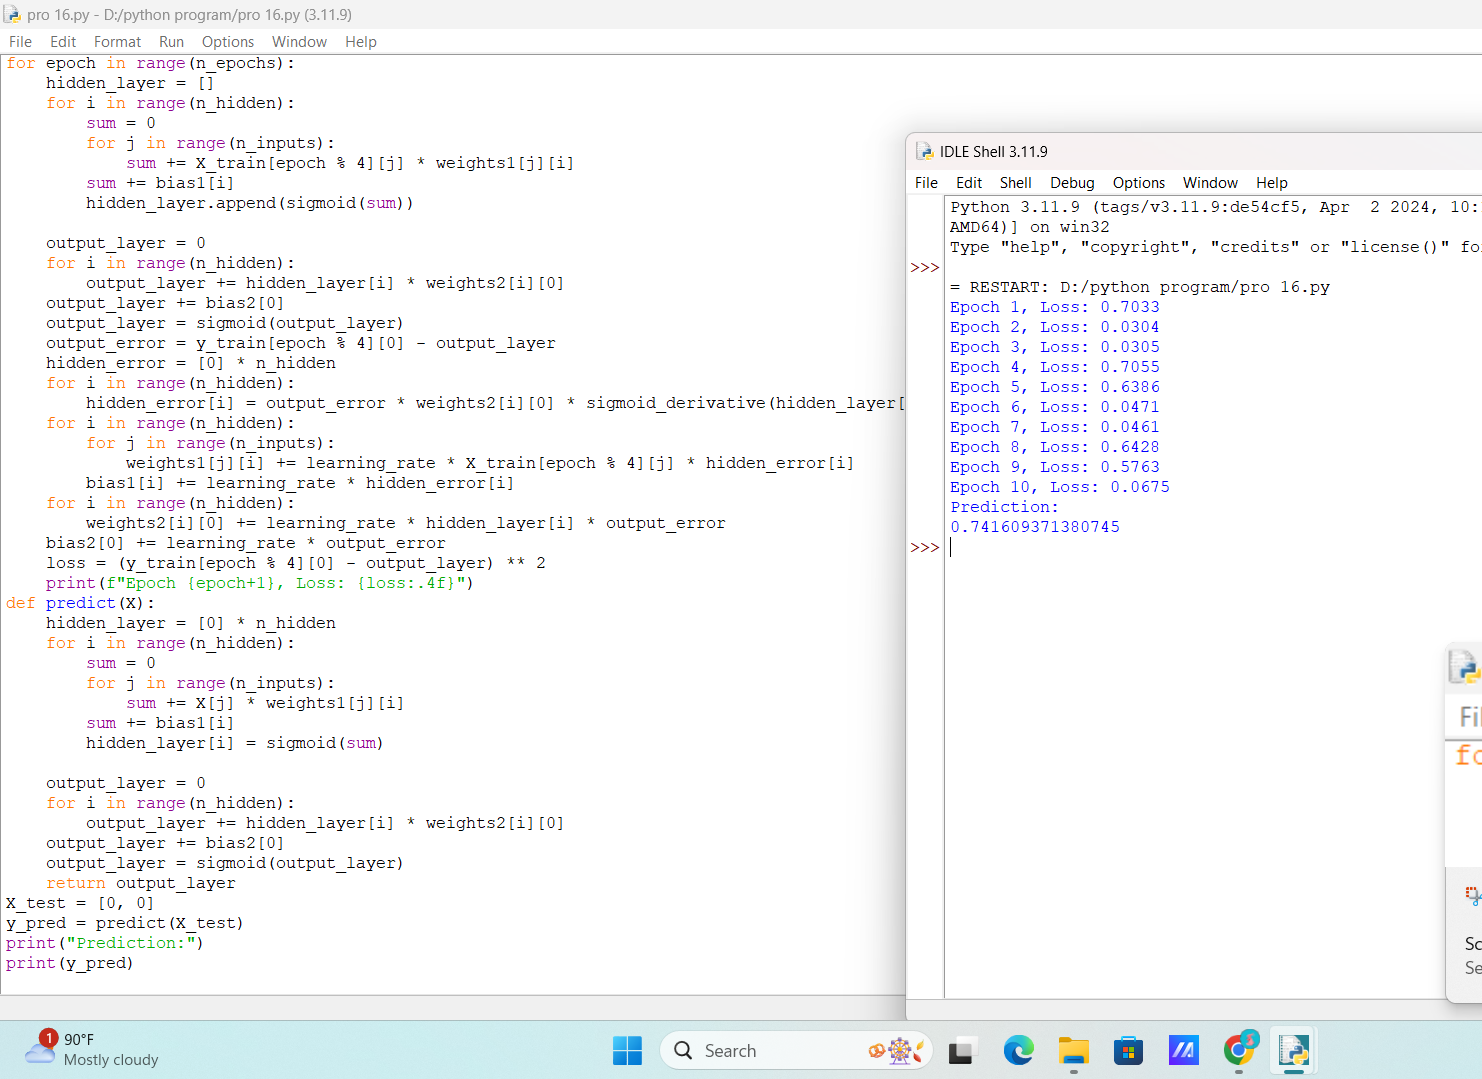 pro 16.py - D:/python program/pro 16.py (3.11.9)
File Edit Format Run Options Window Help
for epoch in range(n_epochs):
    hidden_layer = []
    for i in range(n_hidden):
        sum = 0
        for j in range(n_inputs):
            sum += X_train[epoch % 4][j] * weights1[j][i]
        sum += bias1[i]
        hidden_layer.append(sigmoid(sum))
    output_layer = 0
    for i in range(n_hidden):
        output_layer += hidden_layer[i] * weights2[i][0]
    output_layer += bias2[0]
    output_layer = sigmoid(output_layer)
    output_error = y_train[epoch % 4][0] - output_layer
    hidden_error = [0] * n_hidden
    for i in range(n_hidden):
        hidden_error[i] = output_error * weights2[i][0] * sigmoid_derivative(hidden_layer[
    for i in range(n_hidden):
        for j in range(n_inputs):
            weights1[j][i] += learning_rate * X_train[epoch % 4][j] * hidden_error[i]
        bias1[i] += learning_rate * hidden_error[i]
    for i in range(n_hidden):
        weights2[i][0] += learning_rate * hidden_layer[i] * output_error
    bias2[0] += learning_rate * output_error
    loss = (y_train[epoch % 4][0] - output_layer) ** 2
    print(f"Epoch {epoch+1}, Loss: {loss:.4f}")
def predict(X):
    hidden_layer = [0] * n_hidden
    for i in range(n_hidden):
        sum = 0
        for j in range(n_inputs):
            sum += X[j] * weights1[j][i]
        sum += bias1[i]
        hidden_layer[i] = sigmoid(sum)
    output_layer = 0
    for i in range(n_hidden):
        output_layer += hidden_layer[i] * weights2[i][0]
    output_layer += bias2[0]
    output_layer = sigmoid(output_layer)
    return output_layer
X_test = [0, 0]
y_pred = predict(X_test)
print("Prediction:")
print(y_pred)
IDLE Shell 3.11.9
File Edit Shell Debug Options Window Help
Python 3.11.9 (tags/v3.11.9:de54cf5, Apr  2 2024, 10:
AMD64)] on win32
Type "help", "copyright", "credits" or "license()" fo
>>>
= RESTART: D:/python program/pro 16.py
Epoch 1, Loss: 0.7033
Epoch 2, Loss: 0.0304
Epoch 3, Loss: 0.0305
Epoch 4, Loss: 0.7055
Epoch 5, Loss: 0.6386
Epoch 6, Loss: 0.0471
Epoch 7, Loss: 0.0461
Epoch 8, Loss: 0.6428
Epoch 9, Loss: 0.5763
Epoch 10, Loss: 0.0675
Prediction:
0.741609371380745
>>>
Fi
fo
Sc
Se
1
90°F
Mostly cloudy
Search
S